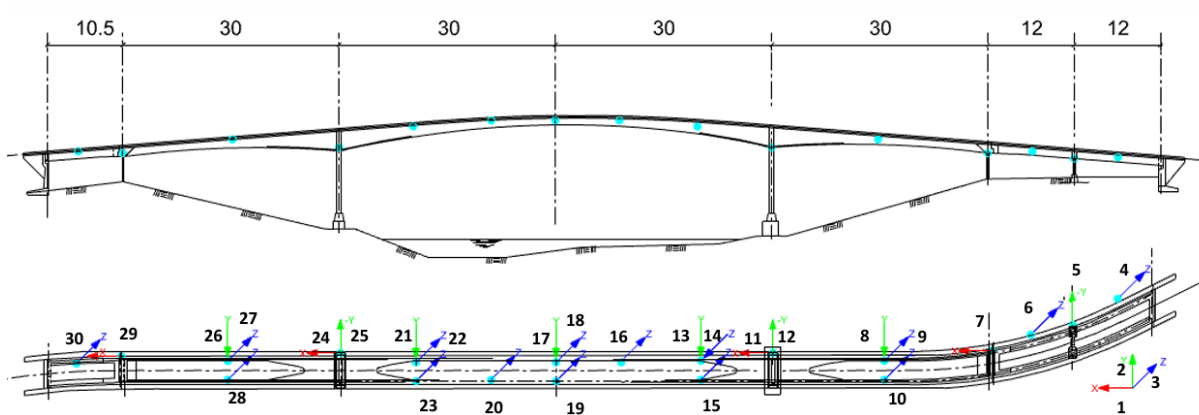 10.5 30 30 30 30 12 12
Z 4
5
-Y Z
27 6
26 Y Z 24 -Y 25 21 Y Z 22 17 Y 18 Z 16 Z 13 Y 14 Z 11 -Y 12 8 Y Z 9 7
30 Z 29
X X X X
Z Z Z Z Z Z
Y
2 Z
3
X
28 23 20 19 15 10 1